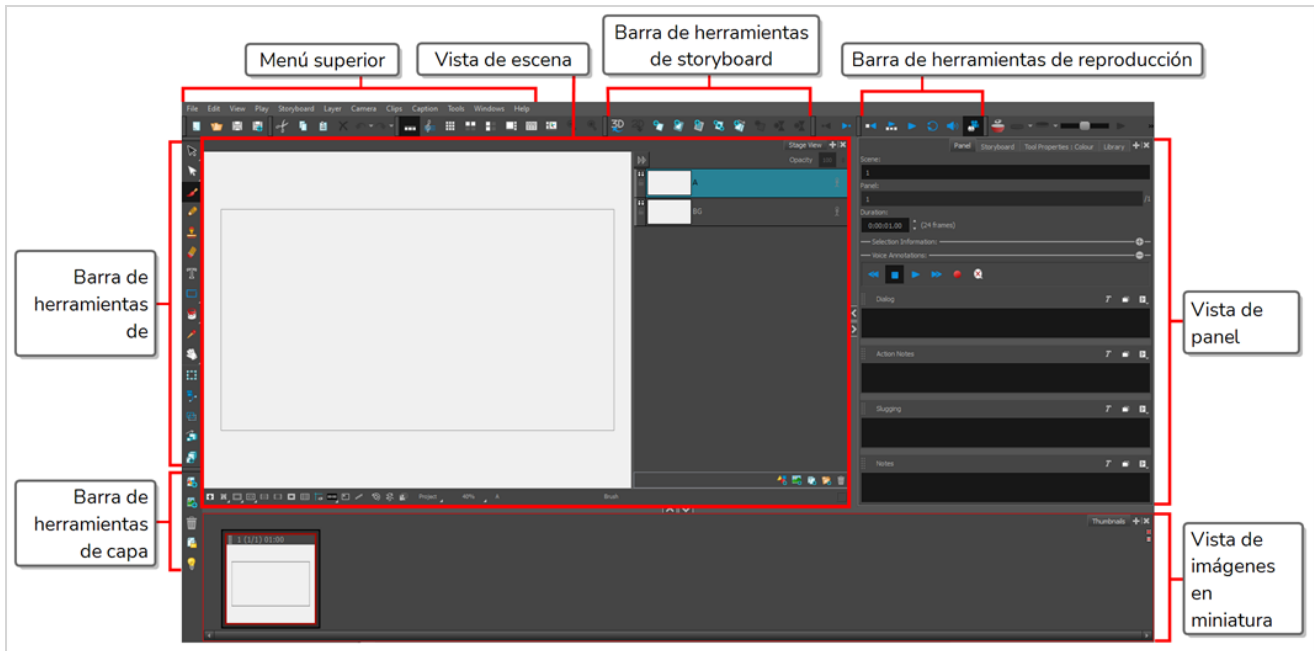 Menú superior
Vista de escena
Barra de herramientas
de storyboard
Barra de herramientas de reproducción
File Edit View Play Storyboard Layer Camera Clips Caption Tools Windows Help
3D
Stage View
Opacity
A
BG
Panel Storyboard Tool Properties : Colour Library
Scene:
1
Panel:
1
/1
Duration:
0:00:01.00 (24 frames)
Selection Information:
Voice Annotations:
Dialog
Action Notes
Slugging
Notes
Barra de
herramientas
de
Vista de
panel
Project 40% A Brush
Barra de
herramientas
de capa
Thumbnails
1 (1/1) 01:00
Vista de
imágenes
en
miniatura